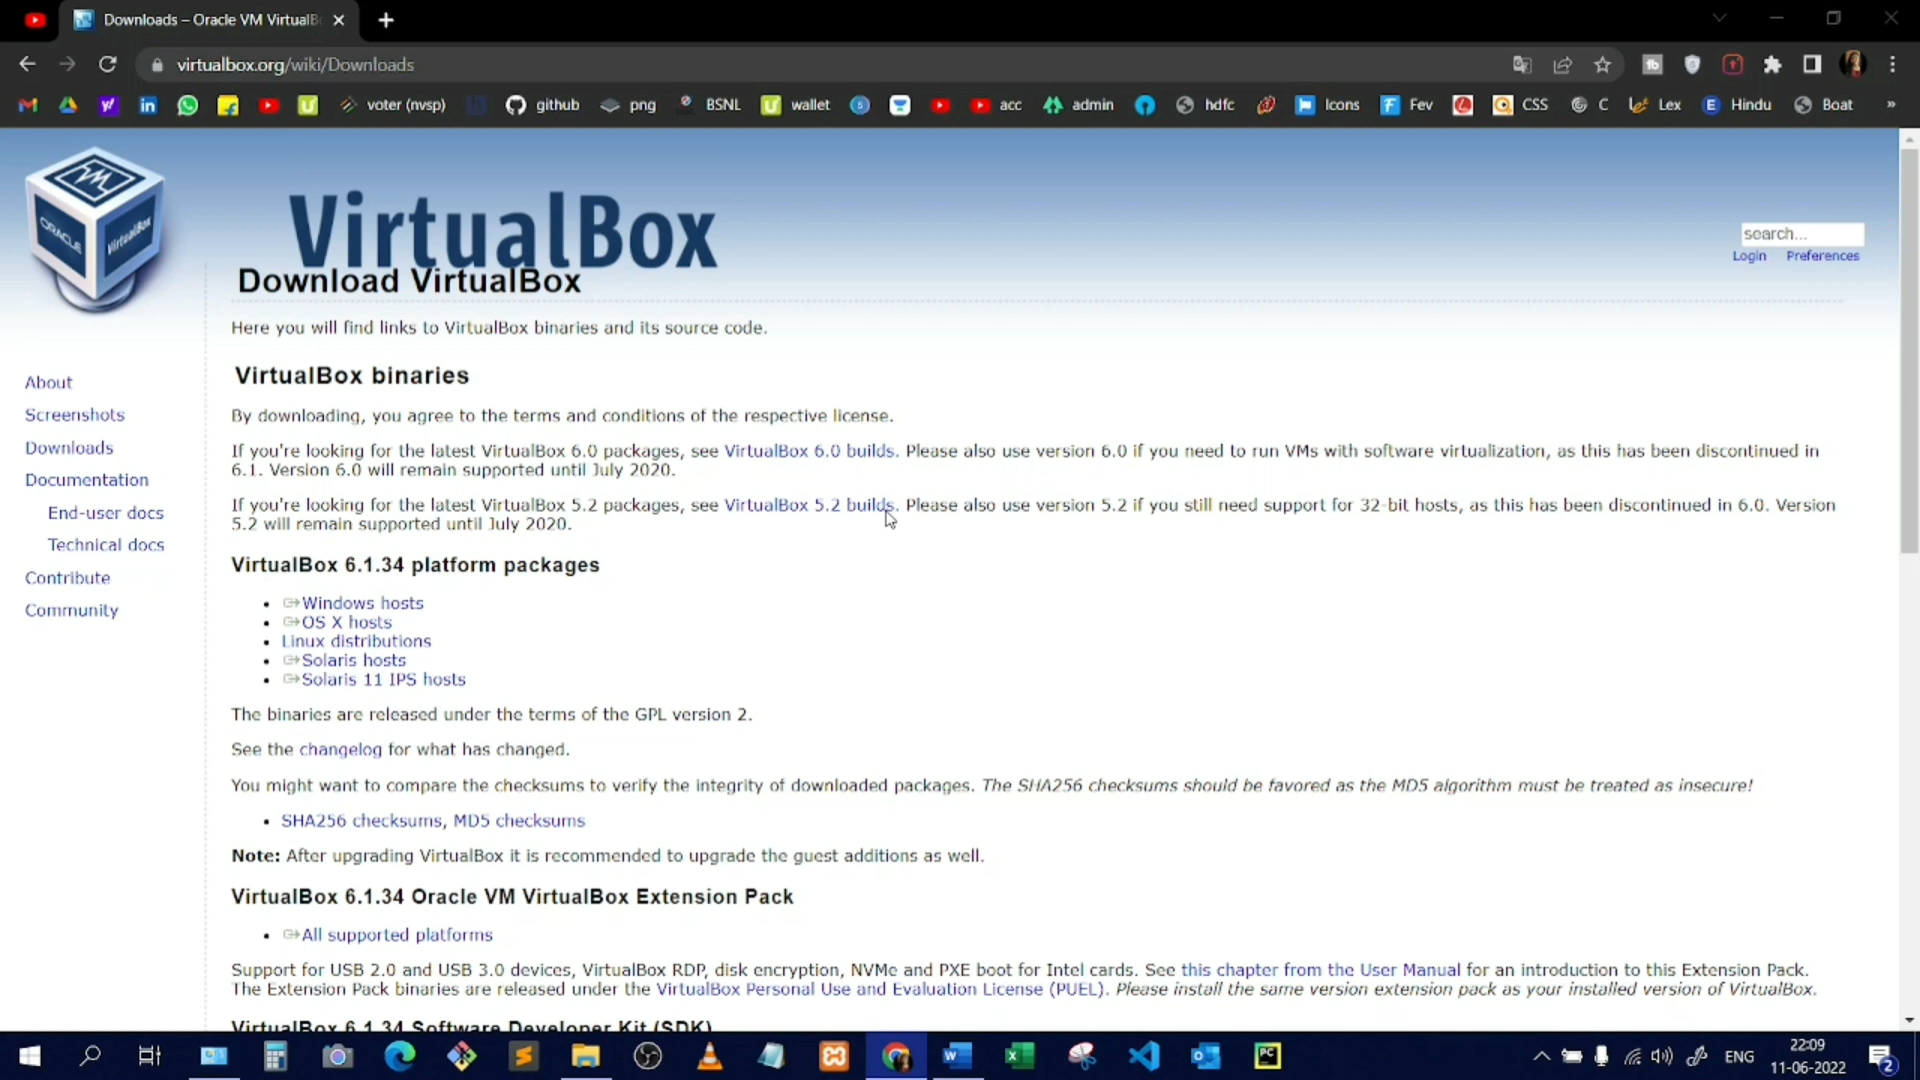 Downloads – Oracle VM VirtualB
virtualbox.org/wiki/Downloads
voter (nvsp) github png BSNL wallet acc admin hdfc Icons Fev CSS C Lex Hindu Boat »
ORACLE VirtualBox
VirtualBox
search...
Login Preferences
Download VirtualBox
Here you will find links to VirtualBox binaries and its source code.
About
Screenshots
Downloads
Documentation
End-user docs
Technical docs
Contribute
Community
VirtualBox binaries
By downloading, you agree to the terms and conditions of the respective license.
If you're looking for the latest VirtualBox 6.0 packages, see VirtualBox 6.0 builds. Please also use version 6.0 if you need to run VMs with software virtualization, as this has been discontinued in
6.1. Version 6.0 will remain supported until July 2020.
If you're looking for the latest VirtualBox 5.2 packages, see VirtualBox 5.2 builds. Please also use version 5.2 if you still need support for 32-bit hosts, as this has been discontinued in 6.0. Version
5.2 will remain supported until July 2020.
VirtualBox 6.1.34 platform packages
• Windows hosts
• OS X hosts
• Linux distributions
• Solaris hosts
• Solaris 11 IPS hosts
The binaries are released under the terms of the GPL version 2.
See the changelog for what has changed.
You might want to compare the checksums to verify the integrity of downloaded packages. The SHA256 checksums should be favored as the MD5 algorithm must be treated as insecure!
• SHA256 checksums, MD5 checksums
Note: After upgrading VirtualBox it is recommended to upgrade the guest additions as well.
VirtualBox 6.1.34 Oracle VM VirtualBox Extension Pack
• All supported platforms
Support for USB 2.0 and USB 3.0 devices, VirtualBox RDP, disk encryption, NVMe and PXE boot for Intel cards. See this chapter from the User Manual for an introduction to this Extension Pack.
The Extension Pack binaries are released under the VirtualBox Personal Use and Evaluation License (PUEL). Please install the same version extension pack as your installed version of VirtualBox.
VirtualBox 6.1.34 Software Developer Kit (SDK)
ENG
22:09
11-06-2022
2